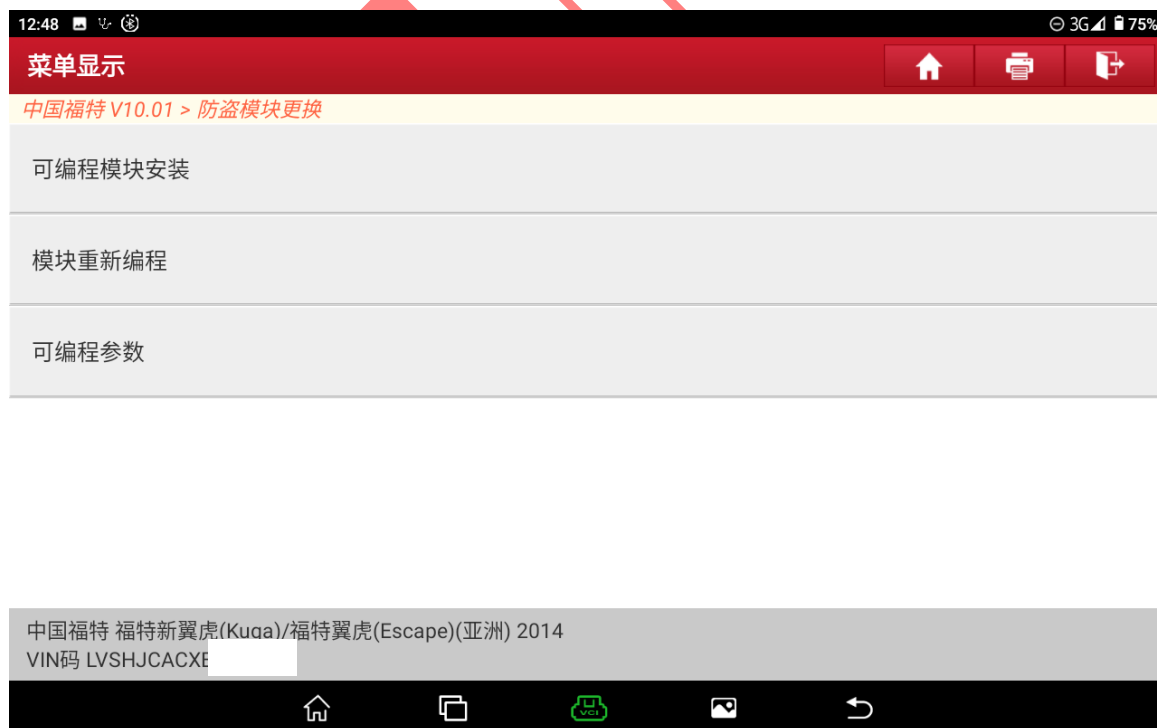 12:48
3G 75%
菜单显示
中国福特 V10.01 > 防盗模块更换
可编程模块安装
模块重新编程
可编程参数
中国福特 福特新翼虎(Kuga)/福特翼虎(Escape)(亚洲) 2014
VIN码 LVSHJCACXE
VCI